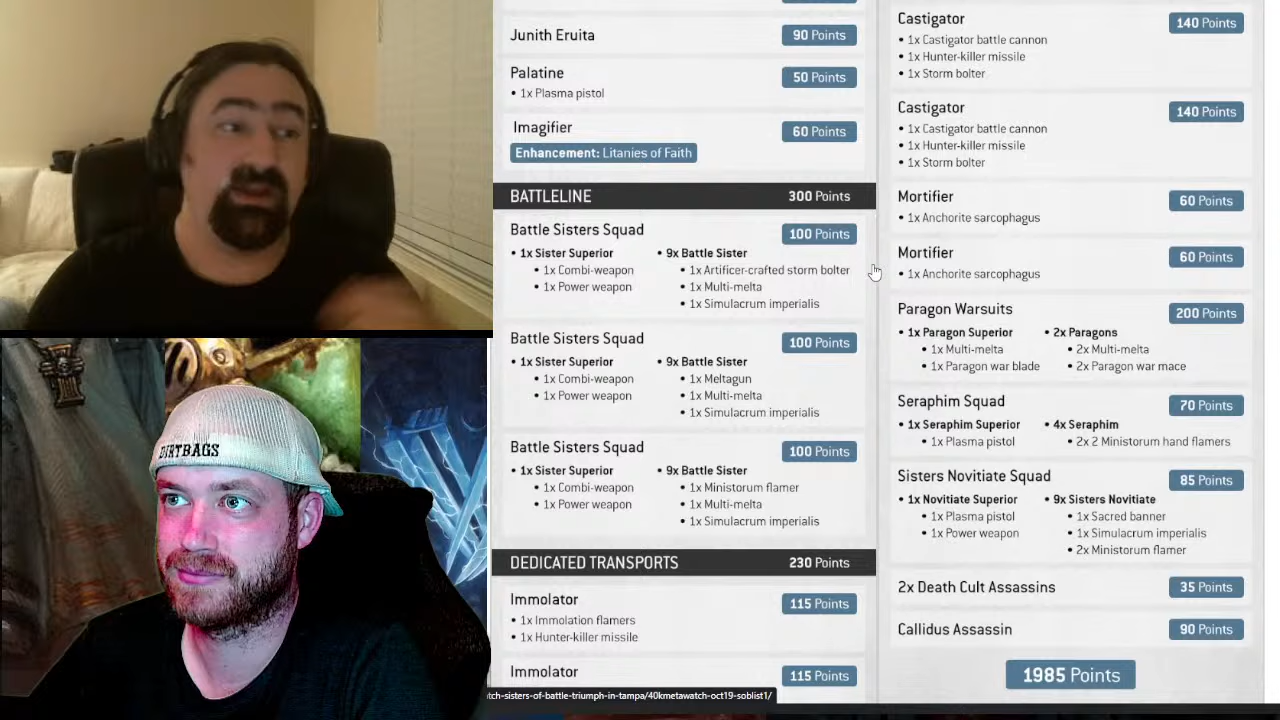 Junith Eruita
90 Points
Palatine
50 Points
• 1x Plasma pistol
Imagifier
60 Points
Enhancement: Litanies of Faith
BATTLELINE
300 Points
Battle Sisters Squad
100 Points
• 1x Sister Superior
• 1x Combi-weapon
• 1x Power weapon
• 9x Battle Sister
• 1x Artificer-crafted storm bolter
• 1x Multi-melta
• 1x Simulacrum imperialis
Battle Sisters Squad
100 Points
• 1x Sister Superior
• 1x Combi-weapon
• 1x Power weapon
• 9x Battle Sister
• 1x Meltagun
• 1x Multi-melta
• 1x Simulacrum imperialis
Battle Sisters Squad
100 Points
• 1x Sister Superior
• 1x Combi-weapon
• 1x Power weapon
• 9x Battle Sister
• 1x Ministorum flamer
• 1x Multi-melta
• 1x Simulacrum imperialis
DEDICATED TRANSPORTS
230 Points
Immolator
115 Points
• 1x Immolation flamers
• 1x Hunter-killer missile
Immolator
115 Points
Castigator
140 Points
• 1x Castigator battle cannon
• 1x Hunter-killer missile
• 1x Storm bolter
Castigator
140 Points
• 1x Castigator battle cannon
• 1x Hunter-killer missile
• 1x Storm bolter
Mortifier
60 Points
• 1x Anchorite sarcophagus
Mortifier
60 Points
• 1x Anchorite sarcophagus
Paragon Warsuits
200 Points
• 1x Paragon Superior
• 1x Multi-melta
• 1x Paragon war blade
• 2x Paragons
• 2x Multi-melta
• 2x Paragon war mace
Seraphim Squad
70 Points
• 1x Seraphim Superior
• 1x Plasma pistol
• 4x Seraphim
• 2x 2 Ministorum hand flamers
Sisters Novitiate Squad
85 Points
• 1x Novitiate Superior
• 1x Plasma pistol
• 1x Power weapon
• 9x Sisters Novitiate
• 1x Sacred banner
• 1x Simulacrum imperialis
• 2x Ministorum flamer
2x Death Cult Assassins
35 Points
Callidus Assassin
90 Points
1985 Points
tch-sisters-of-battle-triumph-in-tampa/40kmetawatch-oct19-soblist1/
DIRTBAGS